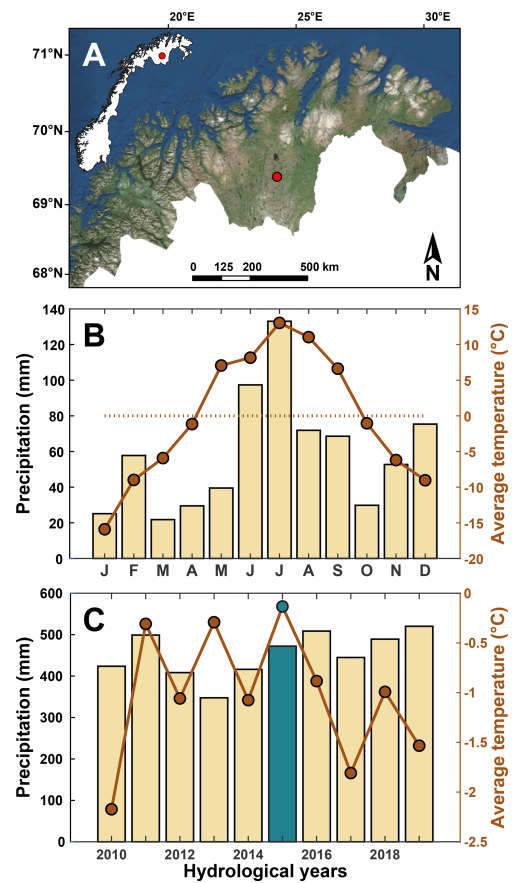 20°E 25°E 30°E
71°N
A
70°N
69°N
0 125 200 500 km
N
68°N
140 15
B
120 10
100 5
80 0
60 -5
40 -10
20 -15
0 -20
Precipitation (mm)
Average temperature (°C)
J F M A M J J A S O N D
600 0
C
500 -0.5
400 -1
300 -1.5
200
100 -2
0 -2.5
Precipitation (mm)
Average temperature (°C)
2010 2012 2014 2016 2018
Hydrological years